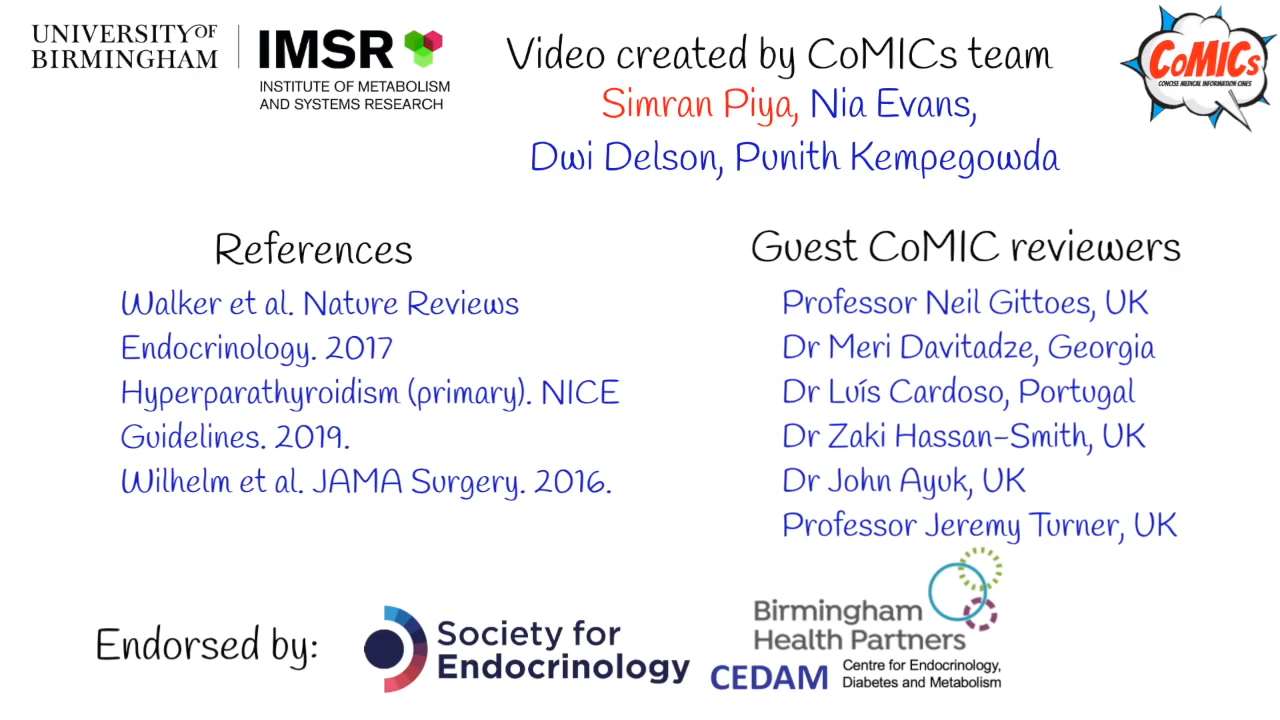 UNIVERSITY OF
BIRMINGHAM
IMSR
INSTITUTE OF METABOLISM
AND SYSTEMS RESEARCH
Video created by CoMICs team
Simran Piya, Nia Evans,
Dwi Delson, Punith Kempegowda
CoMICs
CONCISE MEDICAL INFORMATION CINES
References
Walker et al. Nature Reviews
Endocrinology. 2017
Hyperparathyroidism (primary). NICE
Guidelines. 2019.
Wilhelm et al. JAMA Surgery. 2016.
Guest CoMIC reviewers
Professor Neil Gittoes, UK
Dr Meri Davitadze, Georgia
Dr Luís Cardoso, Portugal
Dr Zaki Hassan-Smith, UK
Dr John Ayuk, UK
Professor Jeremy Turner, UK
Endorsed by:
Society for
Endocrinology
Birmingham
Health Partners
CEDAM
Centre for Endocrinology,
Diabetes and Metabolism